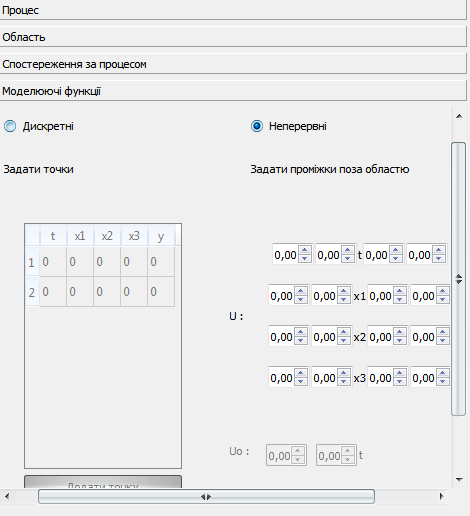 Процес
Область
Спостереження за процесом
Моделюючі функції
Дискретні Неперервні
Задати точки Задати проміжки поза областю
t x1 x2 x3 y
1 0 0 0 0 0
2 0 0 0 0 0
U :
0,00 0,00 t 0,00 0,00
0,00 0,00 x1 0,00 0,00
0,00 0,00 x2 0,00 0,00
0,00 0,00 x3 0,00 0,00
Uo : 0,00 0,00 t
Додати точку